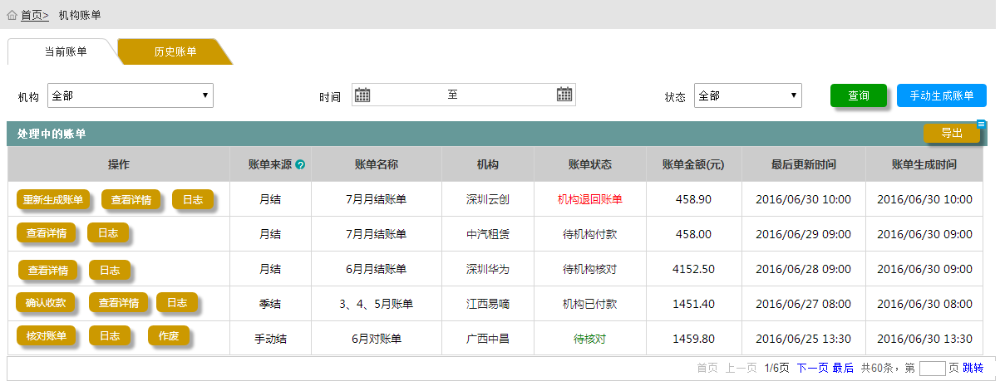 首页> 机构账单
当前账单 历史账单
机构 全部 时间 至 状态 全部 查询 手动生成账单
处理中的账单 导出
操作 账单来源 ? 账单名称 机构 账单状态 账单金额(元) 最后更新时间 账单生成时间
重新生成账单 查看详情 日志 月结 7月月结账单 深圳云创 机构退回账单 458.90 2016/06/30 10:00 2016/06/30 10:00
查看详情 日志 月结 7月月结账单 中汽租赁 待机构付款 458.00 2016/06/29 09:00 2016/06/30 09:00
查看详情 日志 月结 6月月结账单 深圳华为 待机构核对 4152.50 2016/06/28 09:00 2016/06/30 09:00
确认收款 查看详情 日志 季结 3、4、5月账单 江西易嘀 机构已付款 1451.40 2016/06/27 08:00 2016/06/30 08:00
核对账单 日志 作废 手动结 6月对账单 广西中昌 待核对 1459.80 2016/06/25 13:30 2016/06/30 13:30
首页 上一页 1/6页 下一页 最后 共60条，第 页 跳转